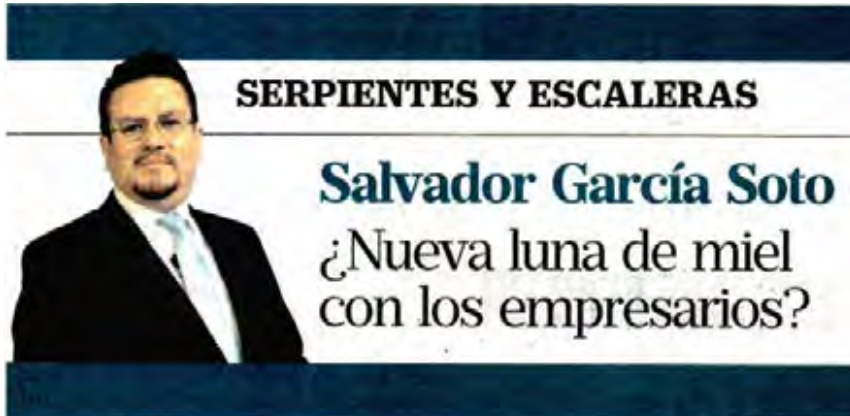 SERPIENTES Y ESCALERAS
Salvador García Soto
¿Nueva luna de miel
con los empresarios?